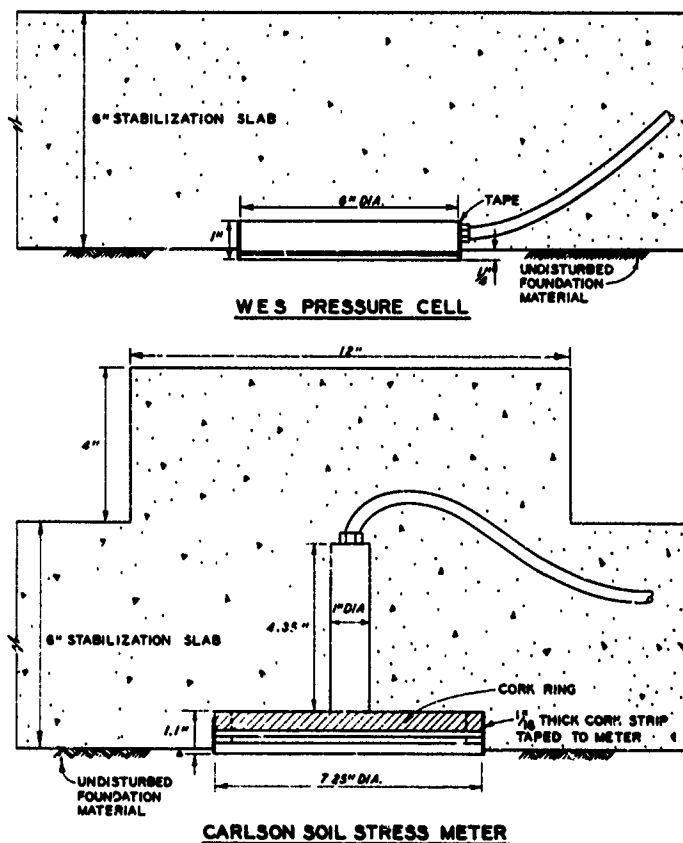 6" STABILIZATION SLAB
6" DIA.
TAPE
1"
1/4"
UNDISTURBED
FOUNDATION
MATERIAL
WES PRESSURE CELL
12"
4"
6" STABILIZATION SLAB
4.35"
1" DIA
CORK RING
1.1"
1/16" THICK CORK STRIP
TAPED TO METER
UNDISTURBED
FOUNDATION
MATERIAL
7.25" DIA.
CARLSON SOIL STRESS METER